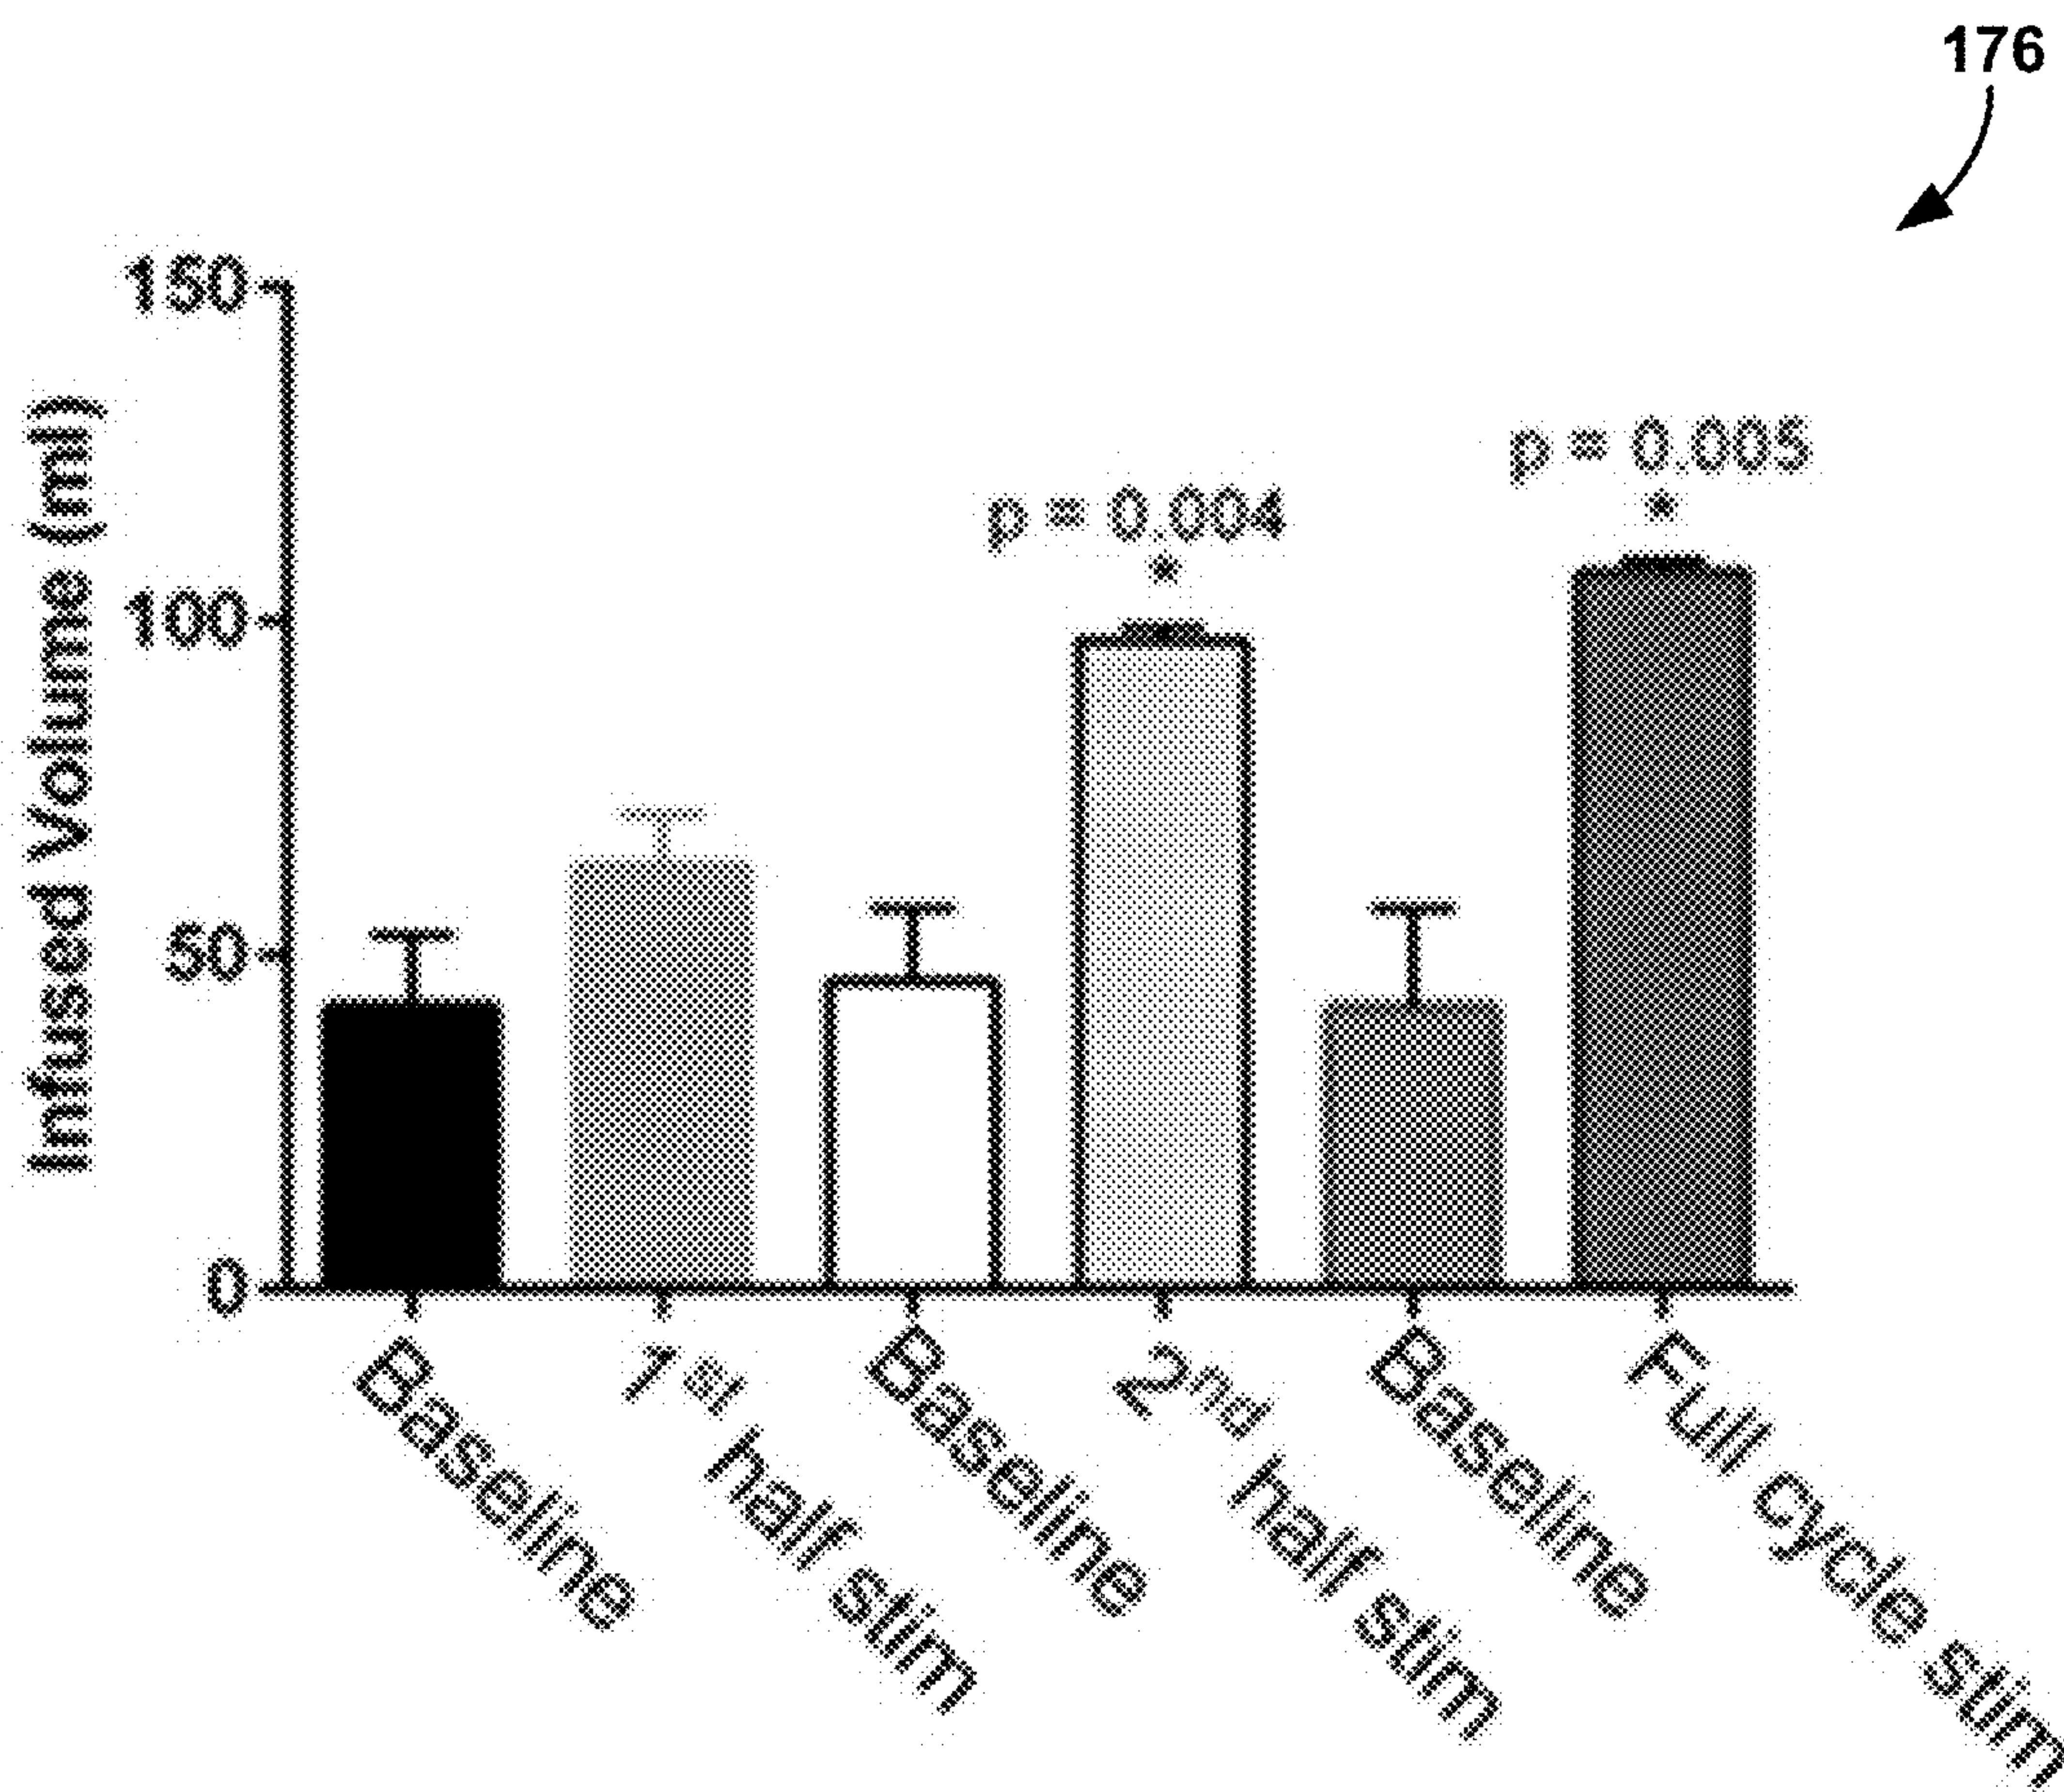 176
150
100
50
0
Infused Volume (ml)
p = 0.004
*
p = 0.005
*
Baseline
1st half stim
Baseline
2nd half stim
Baseline
Full cycle stim